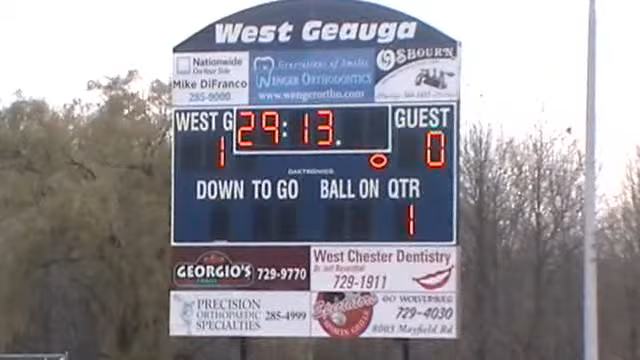 West Geauga
Nationwide
On Your Side
Mike DiFranco
285-9000
Generations of Smiles
WENGER ORTHODONTICS
www.wengerortho.com
OSBOURN
WEST G
29:13.
GUEST
1
0
DAKTRONICS
DOWN TO GO BALL ON QTR
1
GEORGIO'S 729-9770
West Chester Dentistry
729-1911
PRECISION
ORTHOPAEDIC
SPECIALTIES
285-4999
GO WOLVERINES
729-4030
8003 Mayfield Rd